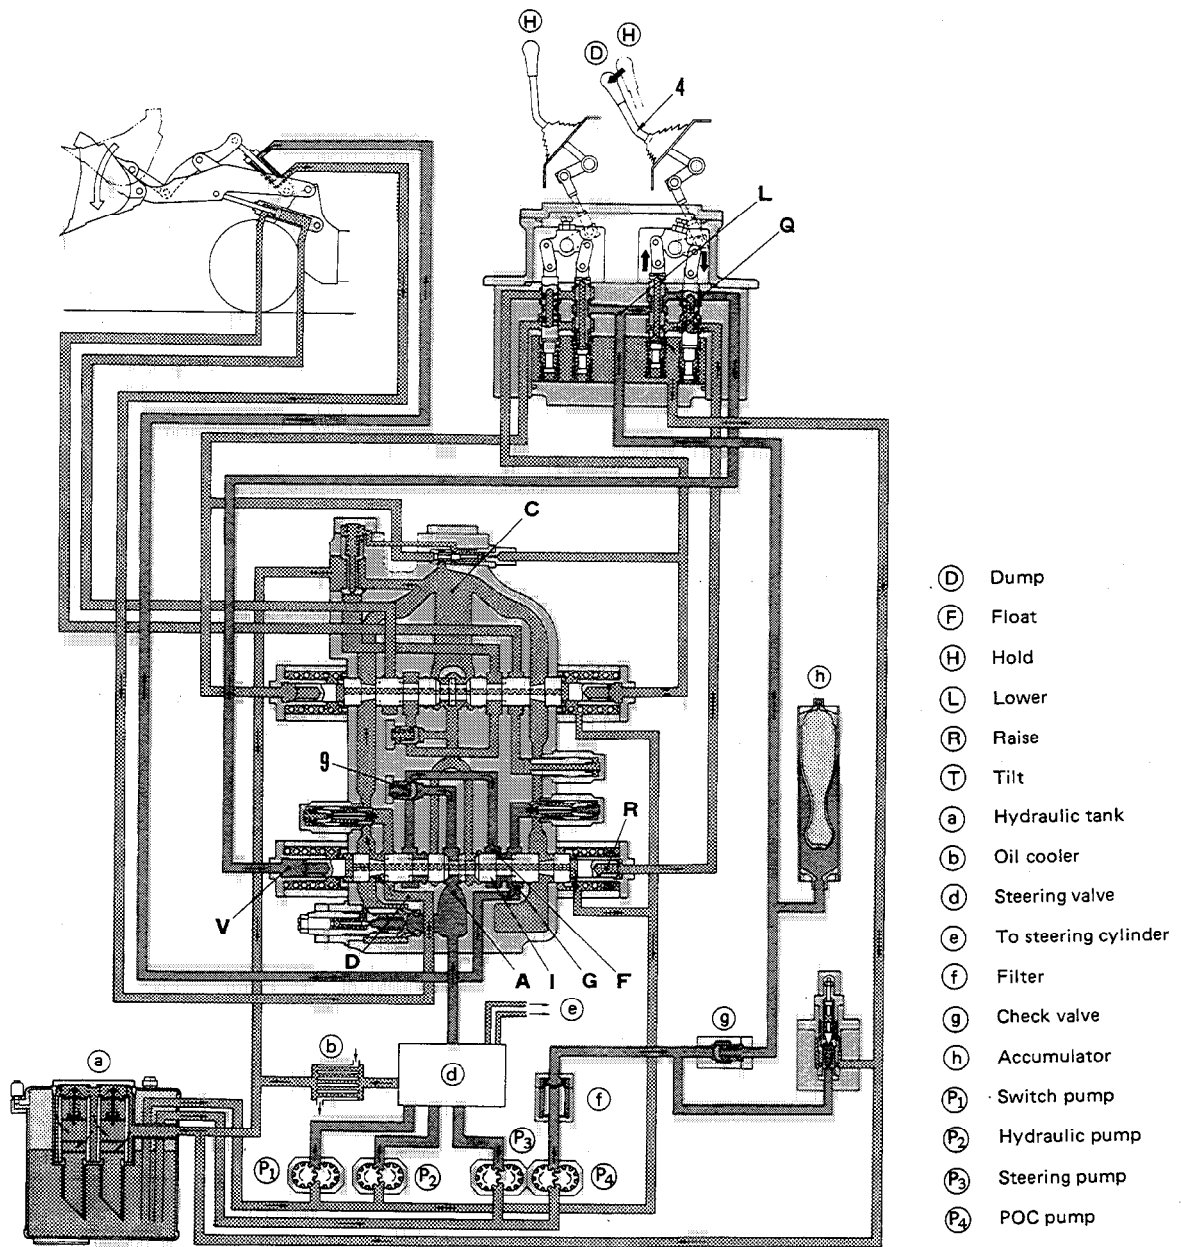 H
D
H
4
L
Q
C
9
R
V
D
A
I
G
F
e
a
b
d
f
g
h
P1
P2
P3
P4
D Dump
F Float
H Hold
L Lower
R Raise
T Tilt
a Hydraulic tank
b Oil cooler
d Steering valve
e To steering cylinder
f Filter
g Check valve
h Accumulator
P1 Switch pump
P2 Hydraulic pump
P3 Steering pump
P4 POC pump